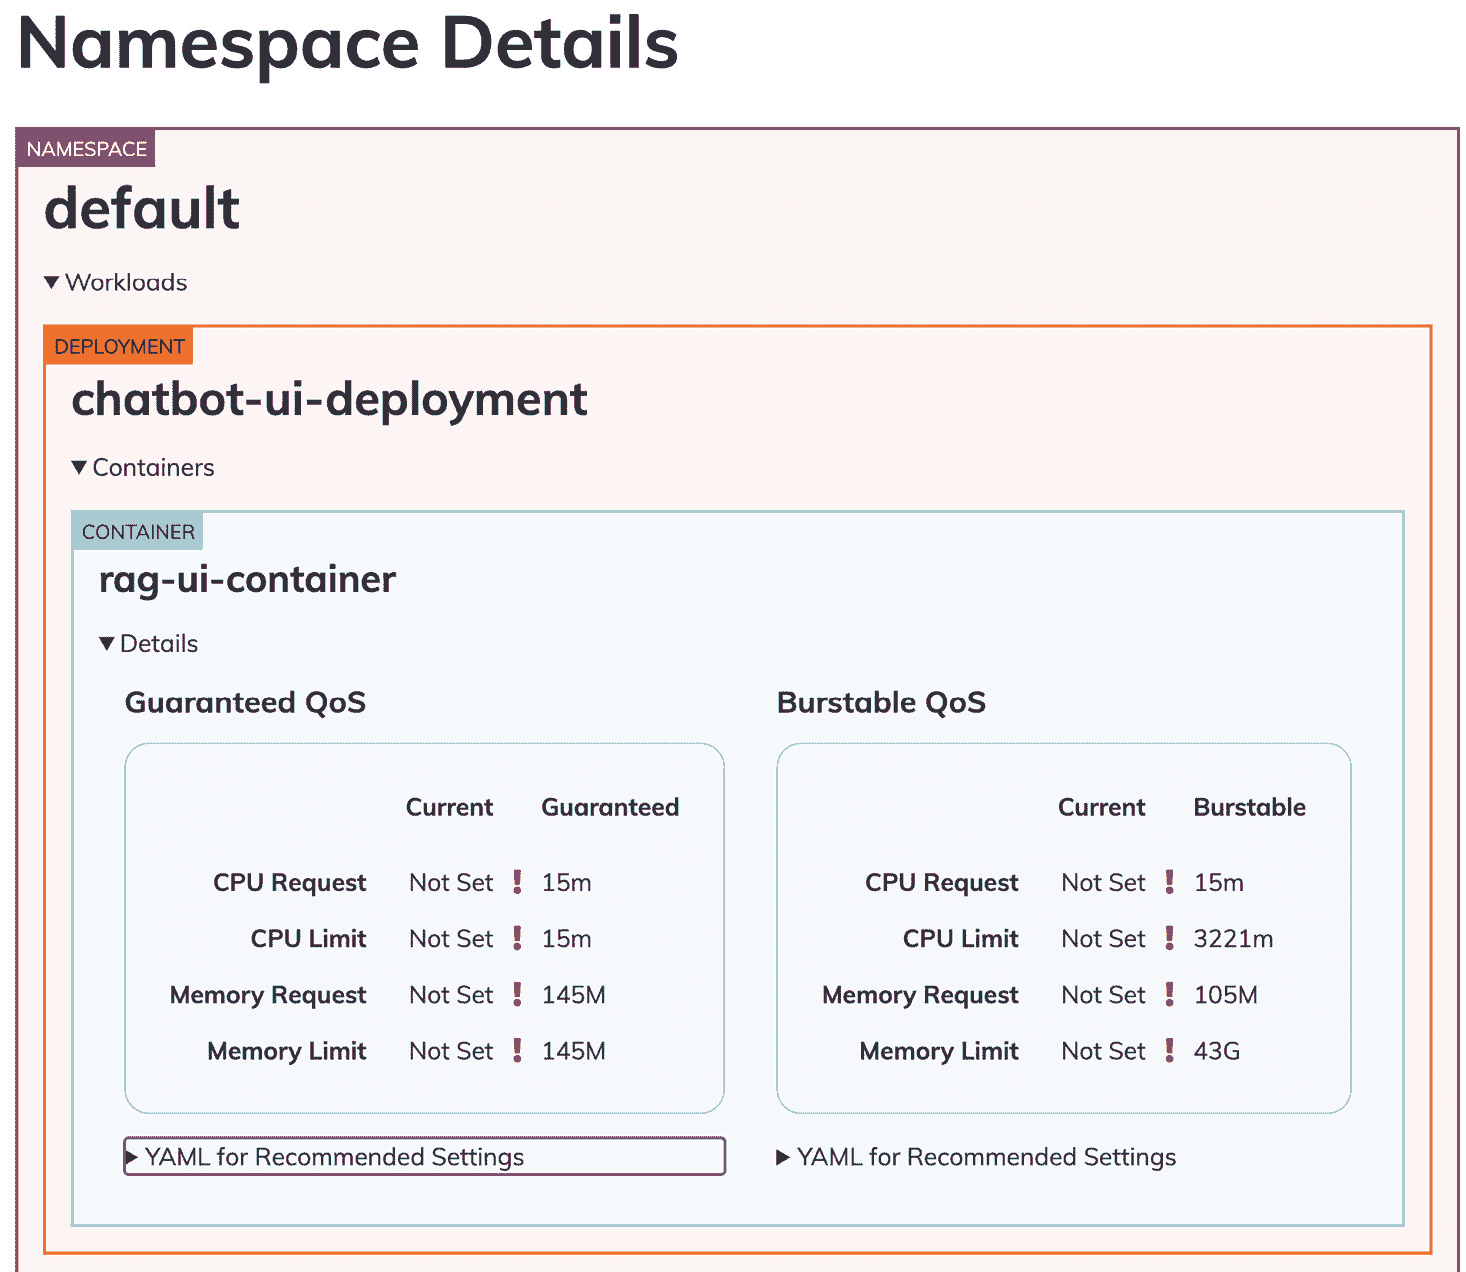 Namespace Details
NAMESPACE
default
▼ Workloads
DEPLOYMENT
chatbot-ui-deployment
▼ Containers
CONTAINER
rag-ui-container
▼ Details
Guaranteed QoS
Current Guaranteed
CPU Request Not Set ! 15m
CPU Limit Not Set ! 15m
Memory Request Not Set ! 145M
Memory Limit Not Set ! 145M
▶ YAML for Recommended Settings
Burstable QoS
Current Burstable
CPU Request Not Set ! 15m
CPU Limit Not Set ! 3221m
Memory Request Not Set ! 105M
Memory Limit Not Set ! 43G
▶ YAML for Recommended Settings